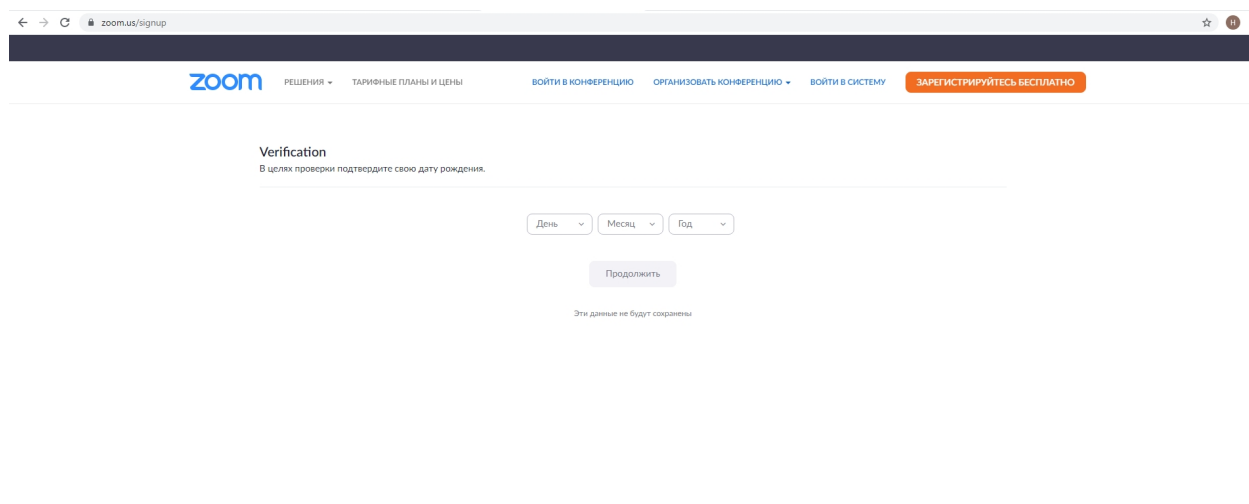 zoom.us/signup
H
zoom РЕШЕНИЯ ТАРИФНЫЕ ПЛАНЫ И ЦЕНЫ ВОЙТИ В КОНФЕРЕНЦИЮ ОРГАНИЗОВАТЬ КОНФЕРЕНЦИЮ ВОЙТИ В СИСТЕМУ ЗАРЕГИСТРИРУЙТЕСЬ БЕСПЛАТНО
Verification
В целях проверки подтвердите свою дату рождения.
День Месяц Год
Продолжить
Эти данные не будут сохранены